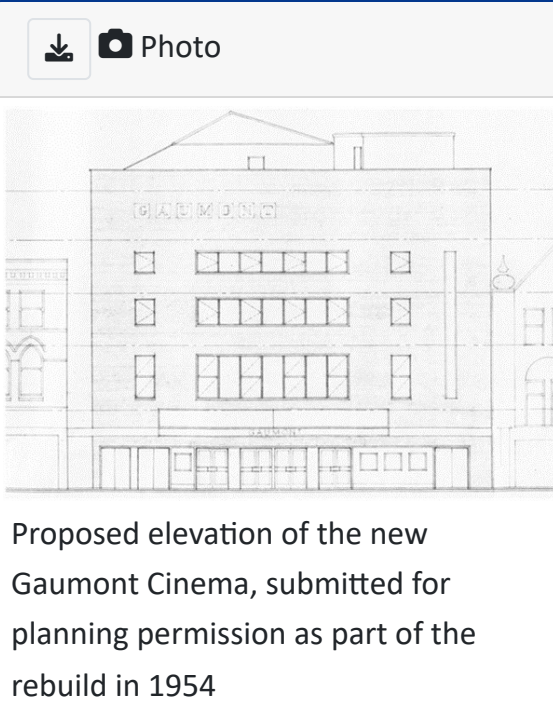 Photo
GAUMONT
GAUMONT
Proposed elevation of the new
Gaumont Cinema, submitted for
planning permission as part of the
rebuild in 1954